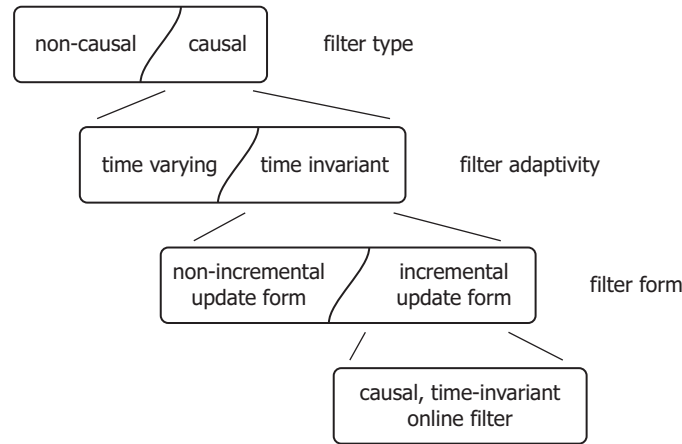 non-causal causal filter type
time varying time invariant filter adaptivity
non-incremental incremental
update form update form filter form
causal, time-invariant
online filter